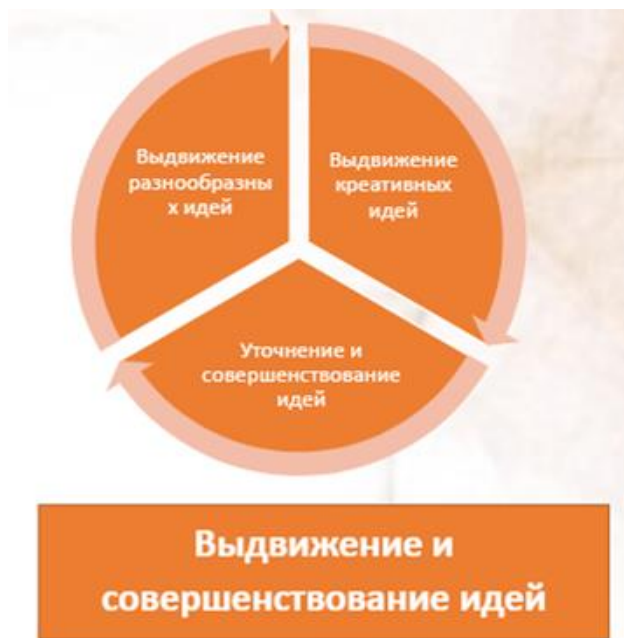 Выдвижение
разнообразны
х идей
Выдвижение
креативных
идей
Уточнение и
совершенствование
идей
Выдвижение и
совершенствование идей